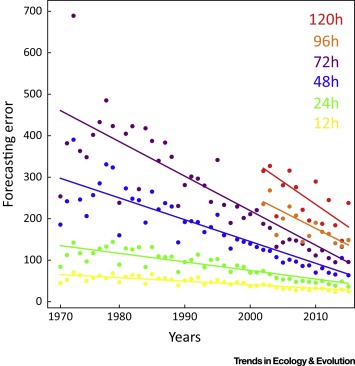 700
600
500
400
300
200
100
0
Forecasting error
120h
96h
72h
48h
24h
12h
1970 1980 1990 2000 2010
Years
Trends in Ecology & Evolution